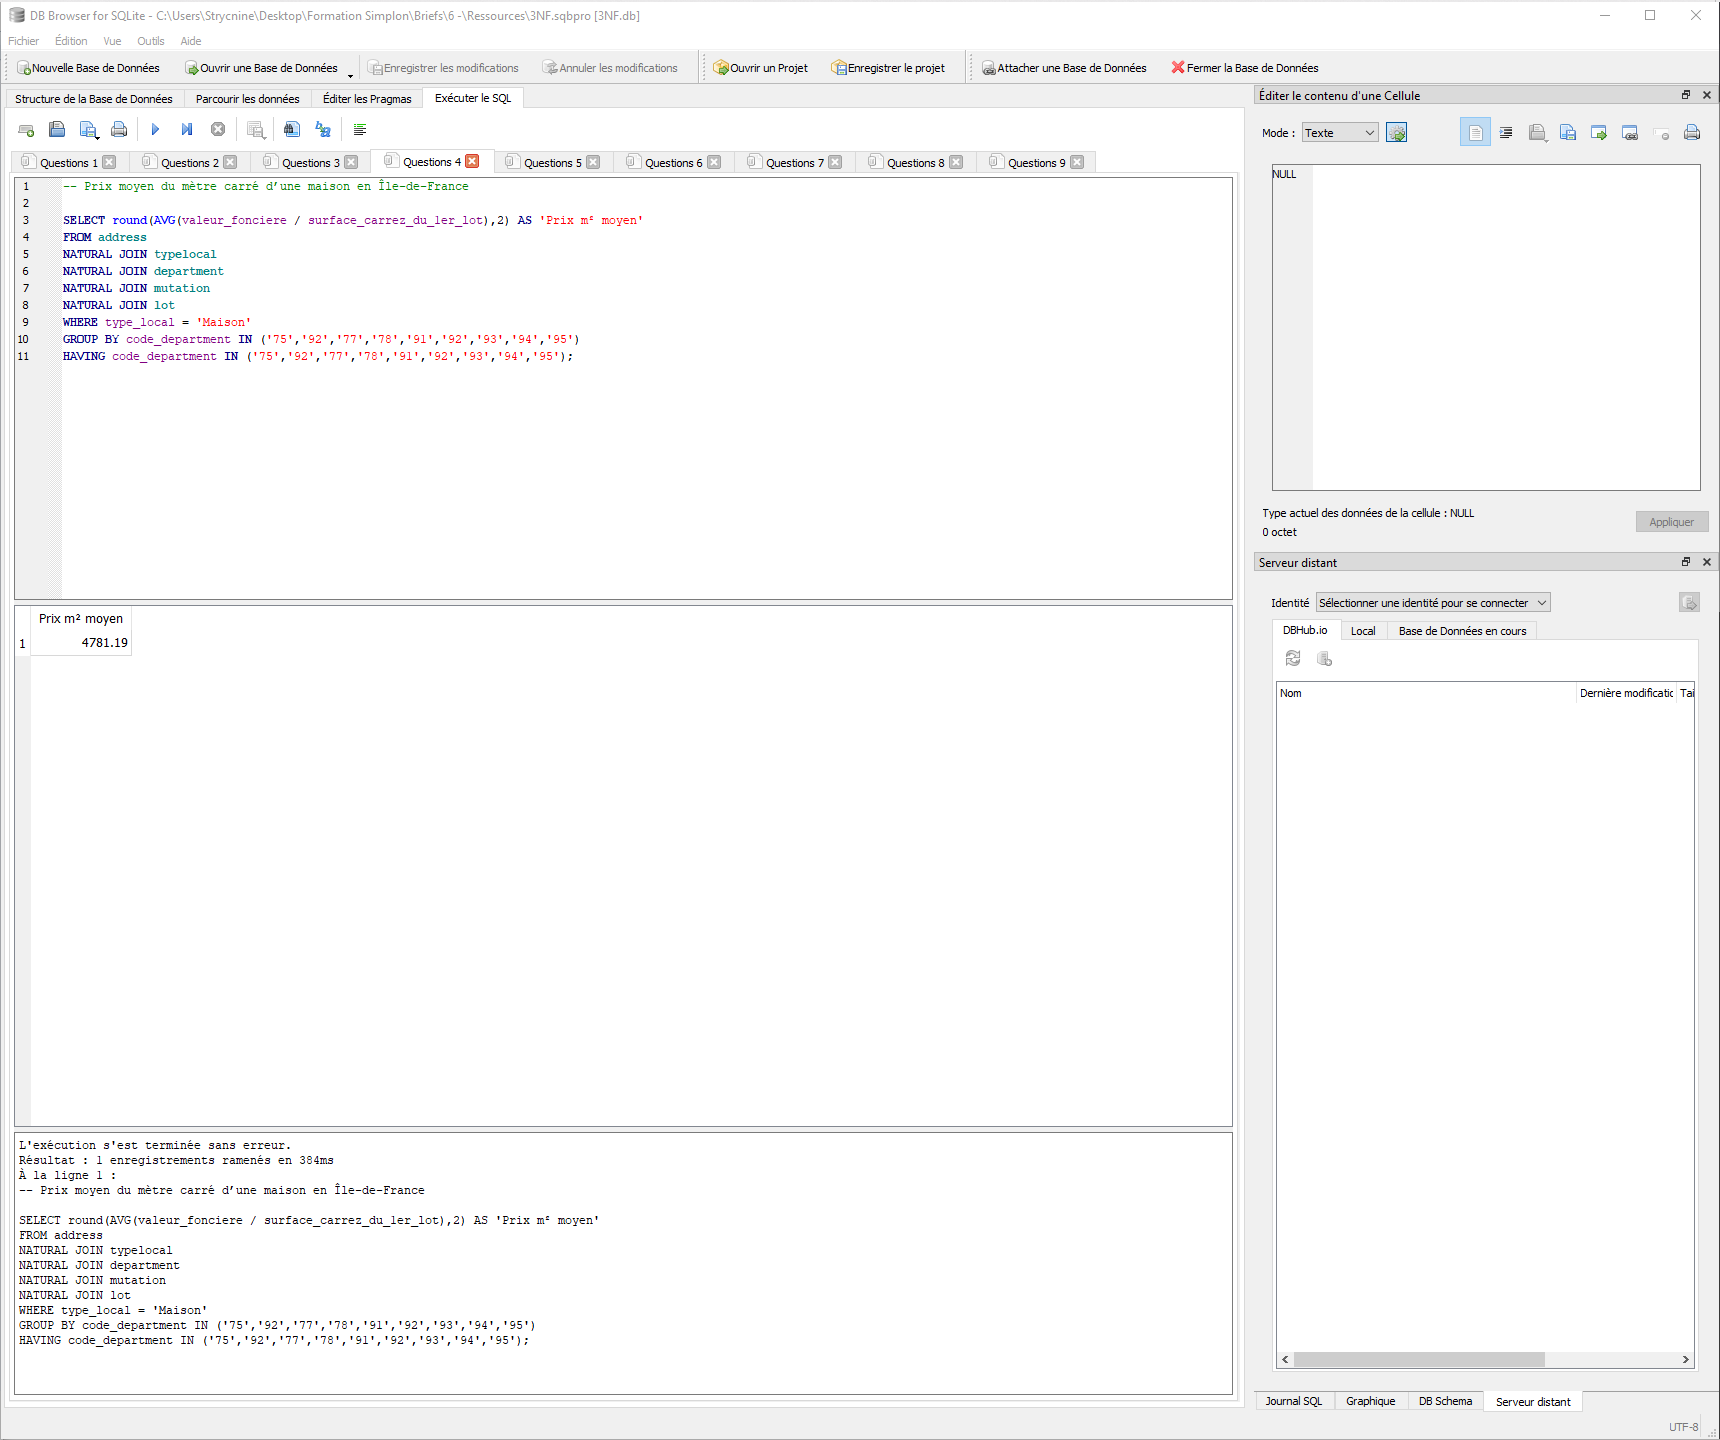 DB Browser for SQLite - C:\Users\Strycnine\Desktop\Formation Simplon\Briefs\6 -\Ressources\3NF.sqbpro [3NF.db]
Fichier Édition Vue Outils Aide
Nouvelle Base de Données Ouvrir une Base de Données Enregistrer les modifications Annuler les modifications Ouvrir un Projet Enregistrer le projet Attacher une Base de Données Fermer la Base de Données
Structure de la Base de Données Parcourir les données Éditer les Pragmas Exécuter le SQL
Questions 1 Questions 2 Questions 3 Questions 4 Questions 5 Questions 6 Questions 7 Questions 8 Questions 9
1 -- Prix moyen du mètre carré d’une maison en Île-de-France
2
3 SELECT round(AVG(valeur_fonciere / surface_carrez_du_1er_lot),2) AS 'Prix m² moyen'
4 FROM address
5 NATURAL JOIN typelocal
6 NATURAL JOIN department
7 NATURAL JOIN mutation
8 NATURAL JOIN lot
9 WHERE type_local = 'Maison'
10 GROUP BY code_department IN ('75','92','77','78','91','92','93','94','95')
11 HAVING code_department IN ('75','92','77','78','91','92','93','94','95');
Prix m² moyen
1 4781.19
L'exécution s'est terminée sans erreur.
Résultat : 1 enregistrements ramenés en 384ms
À la ligne 1 :
-- Prix moyen du mètre carré d’une maison en Île-de-France
SELECT round(AVG(valeur_fonciere / surface_carrez_du_1er_lot),2) AS 'Prix m² moyen'
FROM address
NATURAL JOIN typelocal
NATURAL JOIN department
NATURAL JOIN mutation
NATURAL JOIN lot
WHERE type_local = 'Maison'
GROUP BY code_department IN ('75','92','77','78','91','92','93','94','95')
HAVING code_department IN ('75','92','77','78','91','92','93','94','95');
Éditer le contenu d'une Cellule
Mode : Texte
NULL
Type actuel des données de la cellule : NULL
0 octet
Appliquer
Serveur distant
Identité Sélectionner une identité pour se connecter
DBHub.io Local Base de Données en cours
Nom Dernière modificatic Tai
Journal SQL Graphique DB Schema Serveur distant
UTF-8